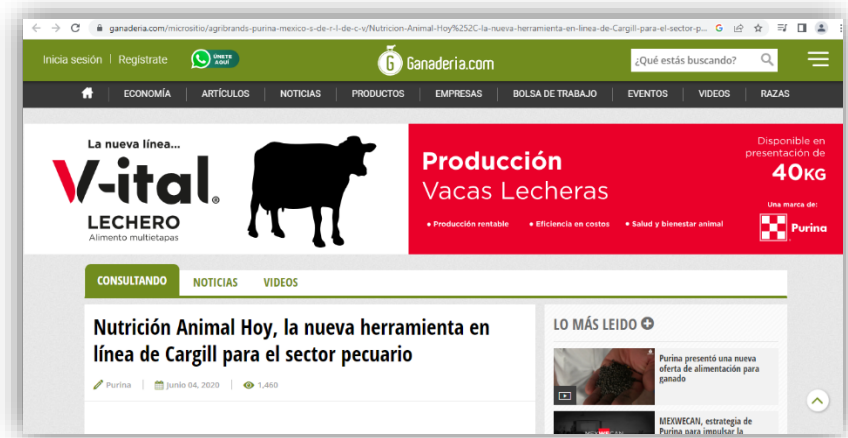 ganaderia.com/micrositio/agribrands-purina-mexico-s-de-r-l-de-c-v/Nutricion-Animal-Hoy%252C-la-nueva-herramienta-en-linea-de-Cargill-para-el-sector-p...
Inicia sesión | Regístrate ÚNETE AQUÍ
Ganaderia.com
¿Qué estás buscando?
ECONOMÍA | ARTÍCULOS | NOTICIAS | PRODUCTOS | EMPRESAS | BOLSA DE TRABAJO | EVENTOS | VIDEOS | RAZAS
La nueva línea...
V-ital®
LECHERO
Alimento multietapas
Producción
Vacas Lecheras
• Producción rentable • Eficiencia en costos • Salud y bienestar animal
Disponible en
presentación de
40KG
Una marca de:
Purina
CONSULTANDO NOTICIAS VIDEOS
Nutrición Animal Hoy, la nueva herramienta en
línea de Cargill para el sector pecuario
Purina | Junio 04, 2020 | 1,460
LO MÁS LEIDO
Purina presentó una nueva
oferta de alimentación para
ganado
MEXWECAN, estrategia de
Purina para impulsar la